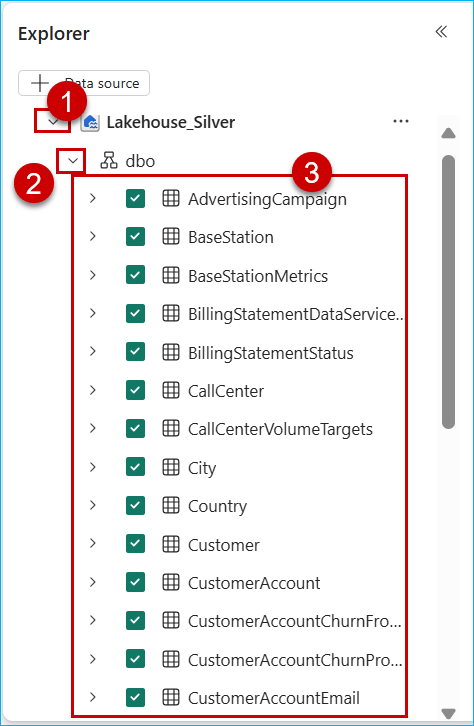 Explorer
Data source
1
Lakehouse_Silver
2
dbo
3
AdvertisingCampaign
BaseStation
BaseStationMetrics
BillingStatementDataService...
BillingStatementStatus
CallCenter
CallCenterVolumeTargets
City
Country
Customer
CustomerAccount
CustomerAccountChurnFro...
CustomerAccountChurnPro...
CustomerAccountEmail